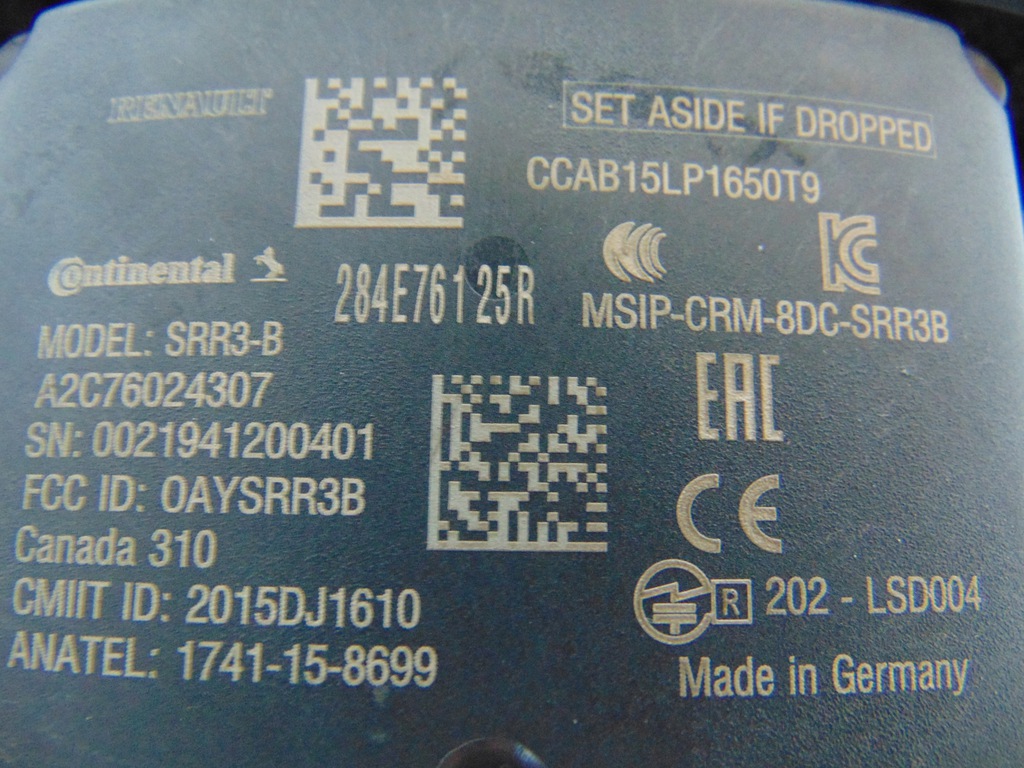 RENAULT
SET ASIDE IF DROPPED
CCAB15LP1650T9
Continental
284E76125R
MSIP-CRM-8DC-SRR3B
MODEL: SRR3-B
A2C76024307
SN: 0021941200401
FCC ID: OAYSRR3B
Canada 310
CMIIT ID: 2015DJ1610
ANATEL: 1741-15-8699
EAC
CE
R 202 - LSD004
Made in Germany